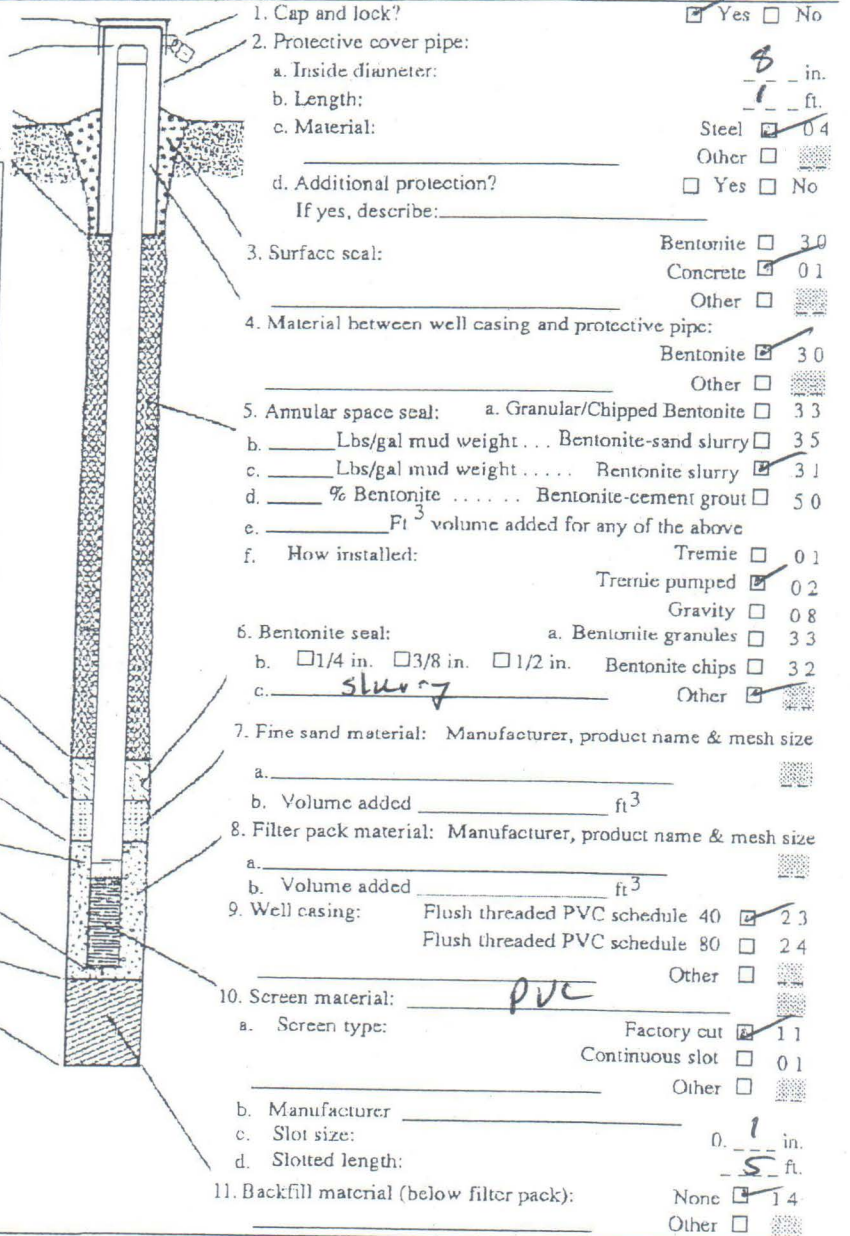 1. Cap and lock? ☑ Yes ☐ No
2. Protective cover pipe:
a. Inside diameter: 8 in.
b. Length: 1 ft.
c. Material: Steel ☑ 04
Other ☐
d. Additional protection? ☐ Yes ☐ No
If yes, describe:
3. Surface seal: Bentonite ☐ 30
Concrete ☑ 01
Other ☐
4. Material between well casing and protective pipe:
Bentonite ☑ 30
Other ☐
5. Annular space seal: a. Granular/Chipped Bentonite ☐ 33
b. ______Lbs/gal mud weight . . . Bentonite-sand slurry ☐ 35
c. ______Lbs/gal mud weight . . . . . Bentonite slurry ☑ 31
d. ______ % Bentonite . . . . . . Bentonite-cement grout ☐ 50
e. ____________Ft 3 volume added for any of the above
f. How installed: Tremie ☐ 01
Tremie pumped ☑ 02
Gravity ☐ 08
6. Bentonite seal: a. Bentonite granules ☐ 33
b. ☐1/4 in. ☐3/8 in. ☐1/2 in. Bentonite chips ☐ 32
c. slurry Other ☑
7. Fine sand material: Manufacturer, product name & mesh size
a.
b. Volume added ____________ ft3
8. Filter pack material: Manufacturer, product name & mesh size
a.
b. Volume added ____________ ft3
9. Well casing: Flush threaded PVC schedule 40 ☑ 23
Flush threaded PVC schedule 80 ☐ 24
Other ☐
10. Screen material: PVC
a. Screen type: Factory cut ☑ 11
Continuous slot ☐ 01
Other ☐
b. Manufacturer
c. Slot size: 0. 1 in.
d. Slotted length: 5 ft.
11. Backfill material (below filter pack): None ☑ 14
Other ☐